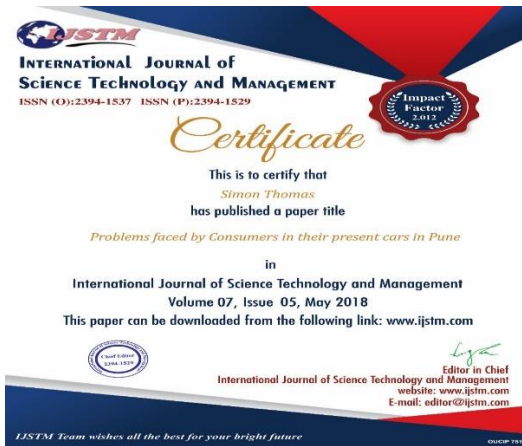 IJSTM
INTERNATIONAL JOURNAL OF
SCIENCE TECHNOLOGY AND MANAGEMENT
ISSN (O):2394-1537 ISSN (P):2394-1529
Impact
Factor
2.012
Certificate
This is to certify that
Simon Thomas
has published a paper title
Problems faced by Consumers in their present cars in Pune
in
International Journal of Science Technology and Management
Volume 07, Issue 05, May 2018
This paper can be downloaded from the following link: www.ijstm.com
Chief Editor
2394-1529
Editor in Chief
International Journal of Science Technology and Management
website: www.ijstm.com
E-mail: editor@ijstm.com
IJSTM Team wishes all the best for your bright future